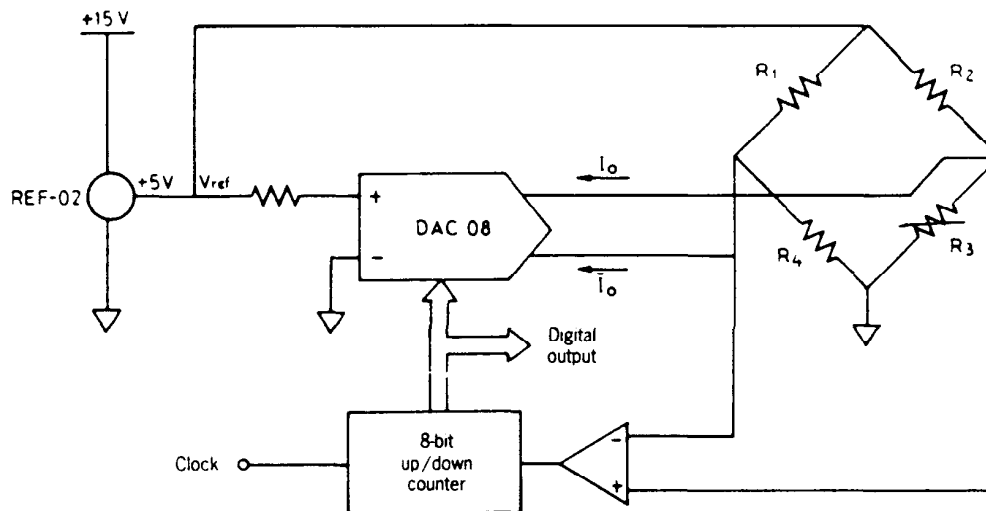 +15 V
REF-02
+5V
Vref
+
-
DAC 08
Io
Īo
R1
R2
R4
R3
Digital
output
Clock
8-bit
up/down
counter
-
+